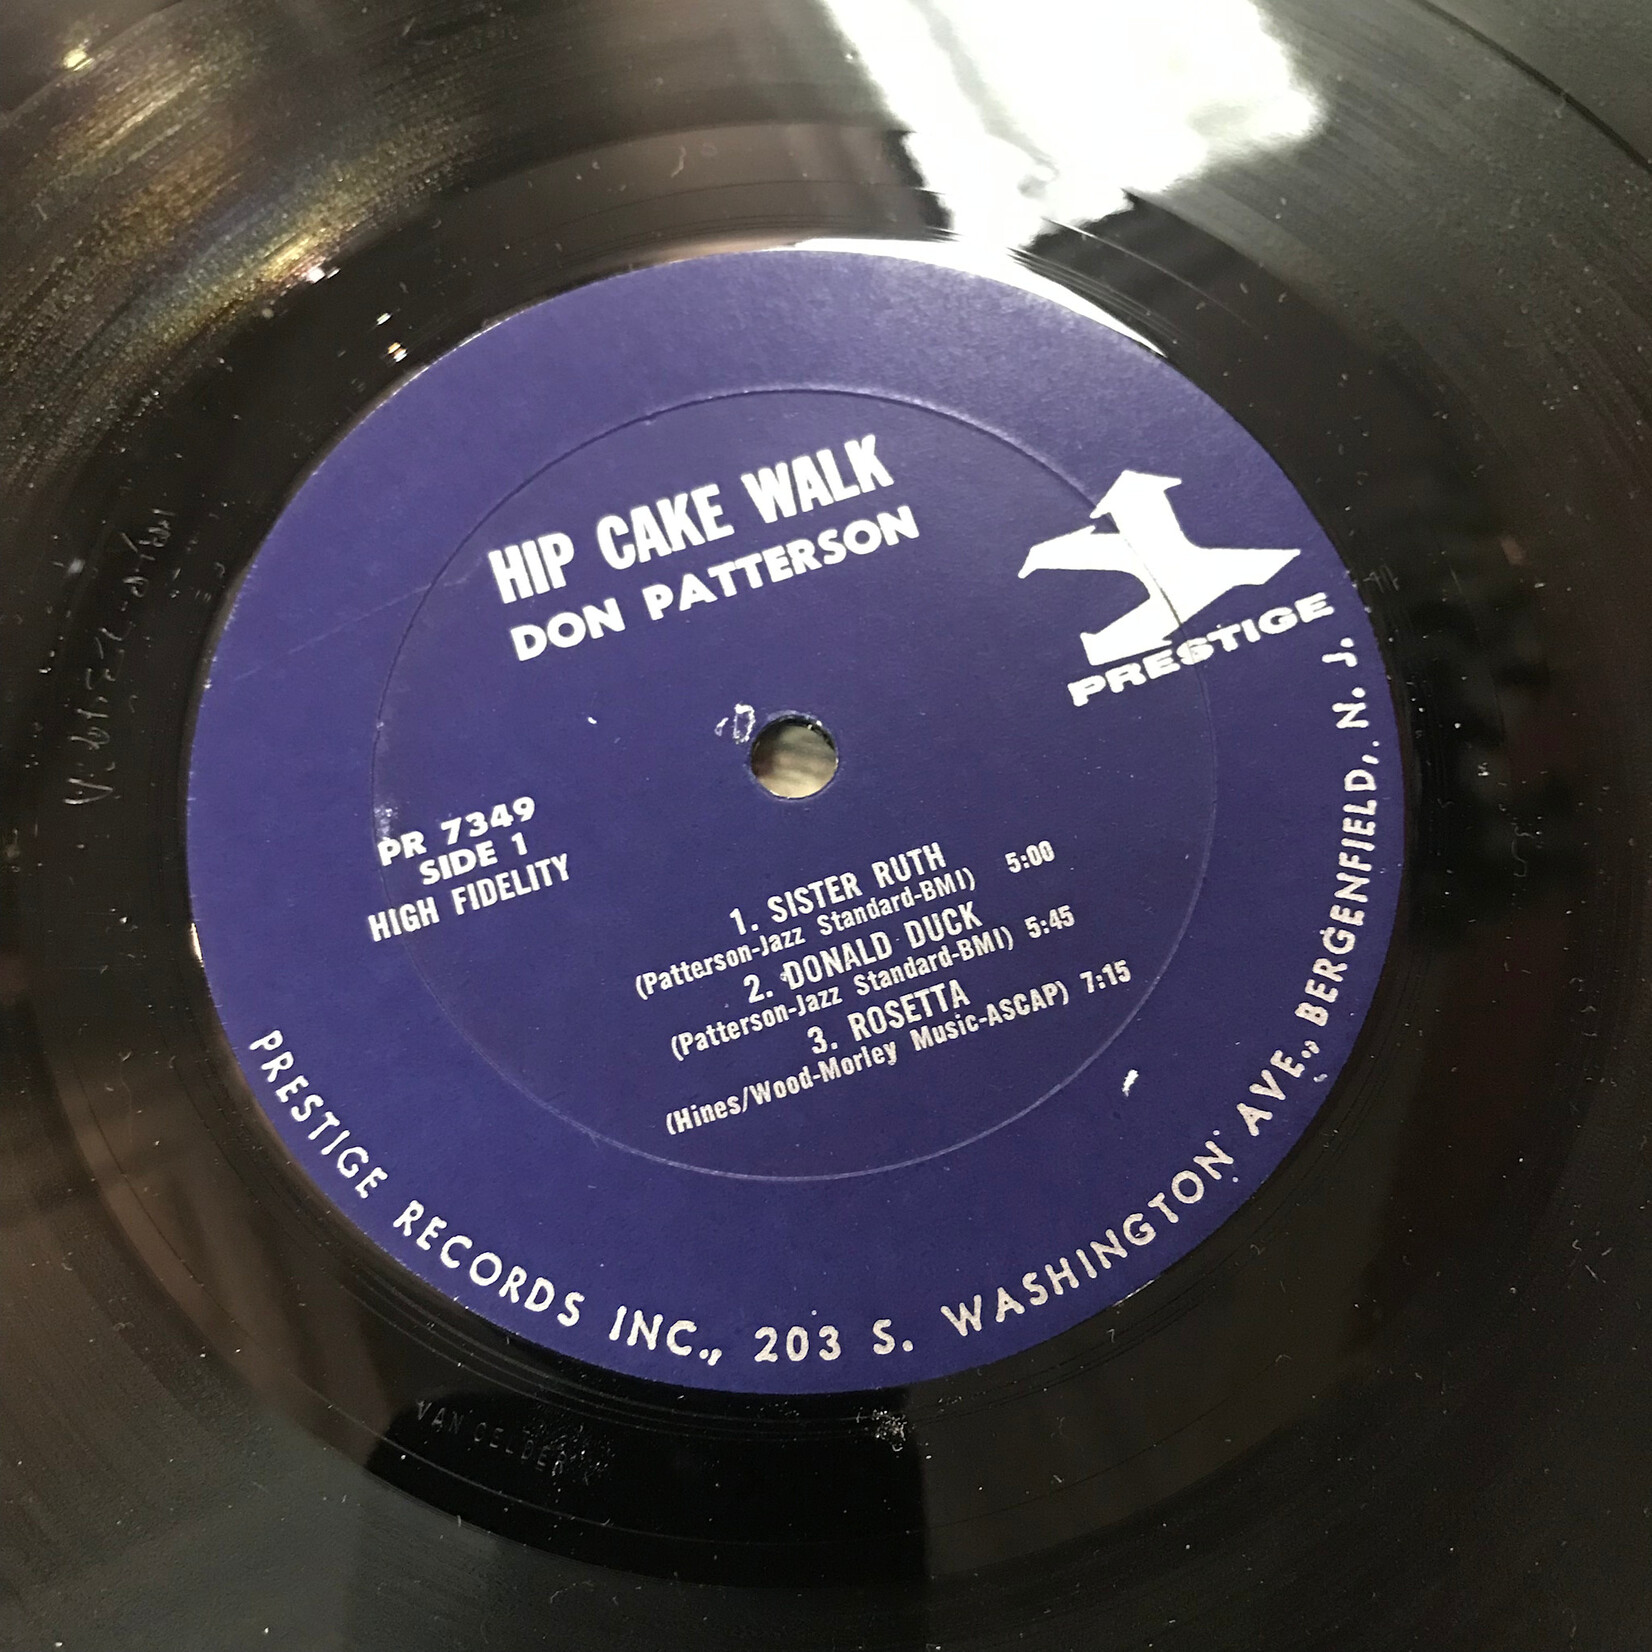 HIP CAKE WALK
DON PATTERSON
PRESTIGE
PR 7349
SIDE 1
HIGH FIDELITY
1. SISTER RUTH
(Patterson-Jazz Standard-BMI) 5:00
2. DONALD DUCK
(Patterson-Jazz Standard-BMI) 5:45
3. ROSETTA
(Hines/Wood-Morley Music-ASCAP) 7:15
PRESTIGE RECORDS INC., 203 S. WASHINGTON AVE., BERGENFIELD, N. J.
VAN GELDER